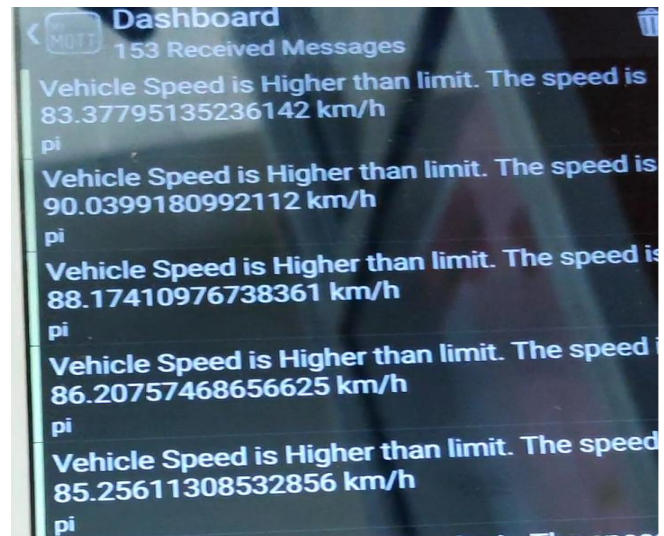 Dashboard
MQTT
153 Received Messages
Vehicle Speed is Higher than limit. The speed is
83.37795135236142 km/h
pi
Vehicle Speed is Higher than limit. The speed is
90.0399180992112 km/h
pi
Vehicle Speed is Higher than limit. The speed is
88.17410976738361 km/h
pi
Vehicle Speed is Higher than limit. The speed i
86.20757468656625 km/h
pi
Vehicle Speed is Higher than limit. The speed
85.25611308532856 km/h
pi